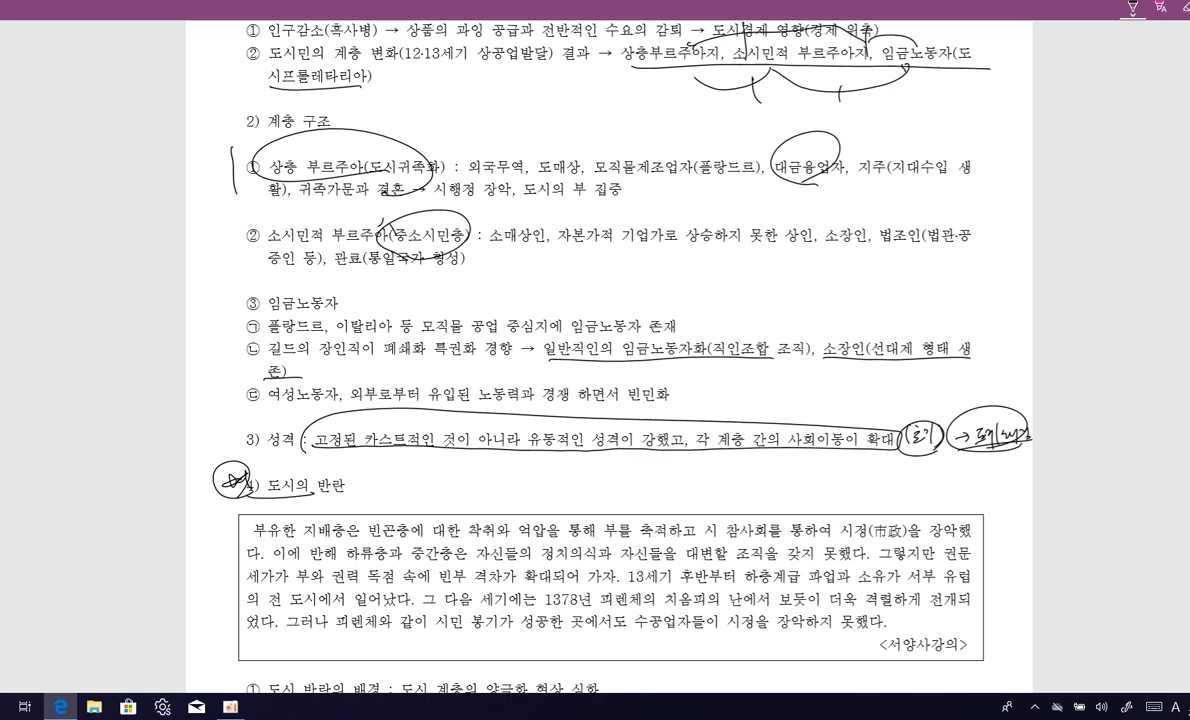 ① 인구감소(흑사병) → 상품의 과잉 공급과 전반적인 수요의 감퇴 → 도시경제 영향(경제 위축)
② 도시민의 계층 변화(12-13세기 상공업발달) 결과 → 상층부르주아지, 소시민적 부르주아지, 임금노동자(도
시프롤레타리아)
2) 계층 구조
① 상층 부르주아(도시귀족화) : 외국무역, 도매상, 모직물제조업자(플랑드르), 대금융업자, 지주(지대수입 생
활), 귀족가문과 결혼 → 시행정 장악, 도시의 부 집중
② 소시민적 부르주아(중소시민층) : 소매상인, 자본가적 기업가로 상승하지 못한 상인, 소장인, 법조인(법관·공
증인 등), 관료(통일국가 형성)
③ 임금노동자
㉠ 플랑드르, 이탈리아 등 모직물 공업 중심지에 임금노동자 존재
㉡ 길드의 장인직이 폐쇄화 특권화 경향 → 일반직인의 임금노동자화(직인조합 조직), 소장인(선대제 형태 생
존)
㉢ 여성노동자, 외부로부터 유입된 노동력과 경쟁 하면서 빈민화
3) 성격 : 고정된 카스트적인 것이 아니라 유동적인 성격이 강했고, 각 계층 간의 사회이동이 확대 (초기) →
4) 도시의 반란
부유한 지배층은 빈곤층에 대한 착취와 억압을 통해 부를 축적하고 시 참사회를 통하여 시정(市政)을 장악했
다. 이에 반해 하류층과 중간층은 자신들의 정치의식과 자신들을 대변할 조직을 갖지 못했다. 그렇지만 권문
세가가 부와 권력 독점 속에 빈부 격차가 확대되어 가자. 13세기 후반부터 하층계급 파업과 소유가 서부 유럽
의 전 도시에서 일어났다. 그 다음 세기에는 1378년 피렌체의 치옴피의 난에서 보듯이 더욱 격렬하게 전개되
었다. 그러나 피렌체와 같이 시민 봉기가 성공한 곳에서도 수공업자들이 시정을 장악하지 못했다.
<서양사강의>
① 도시 반란의 배경 : 도시 계층의 양극화 현상 심화
A